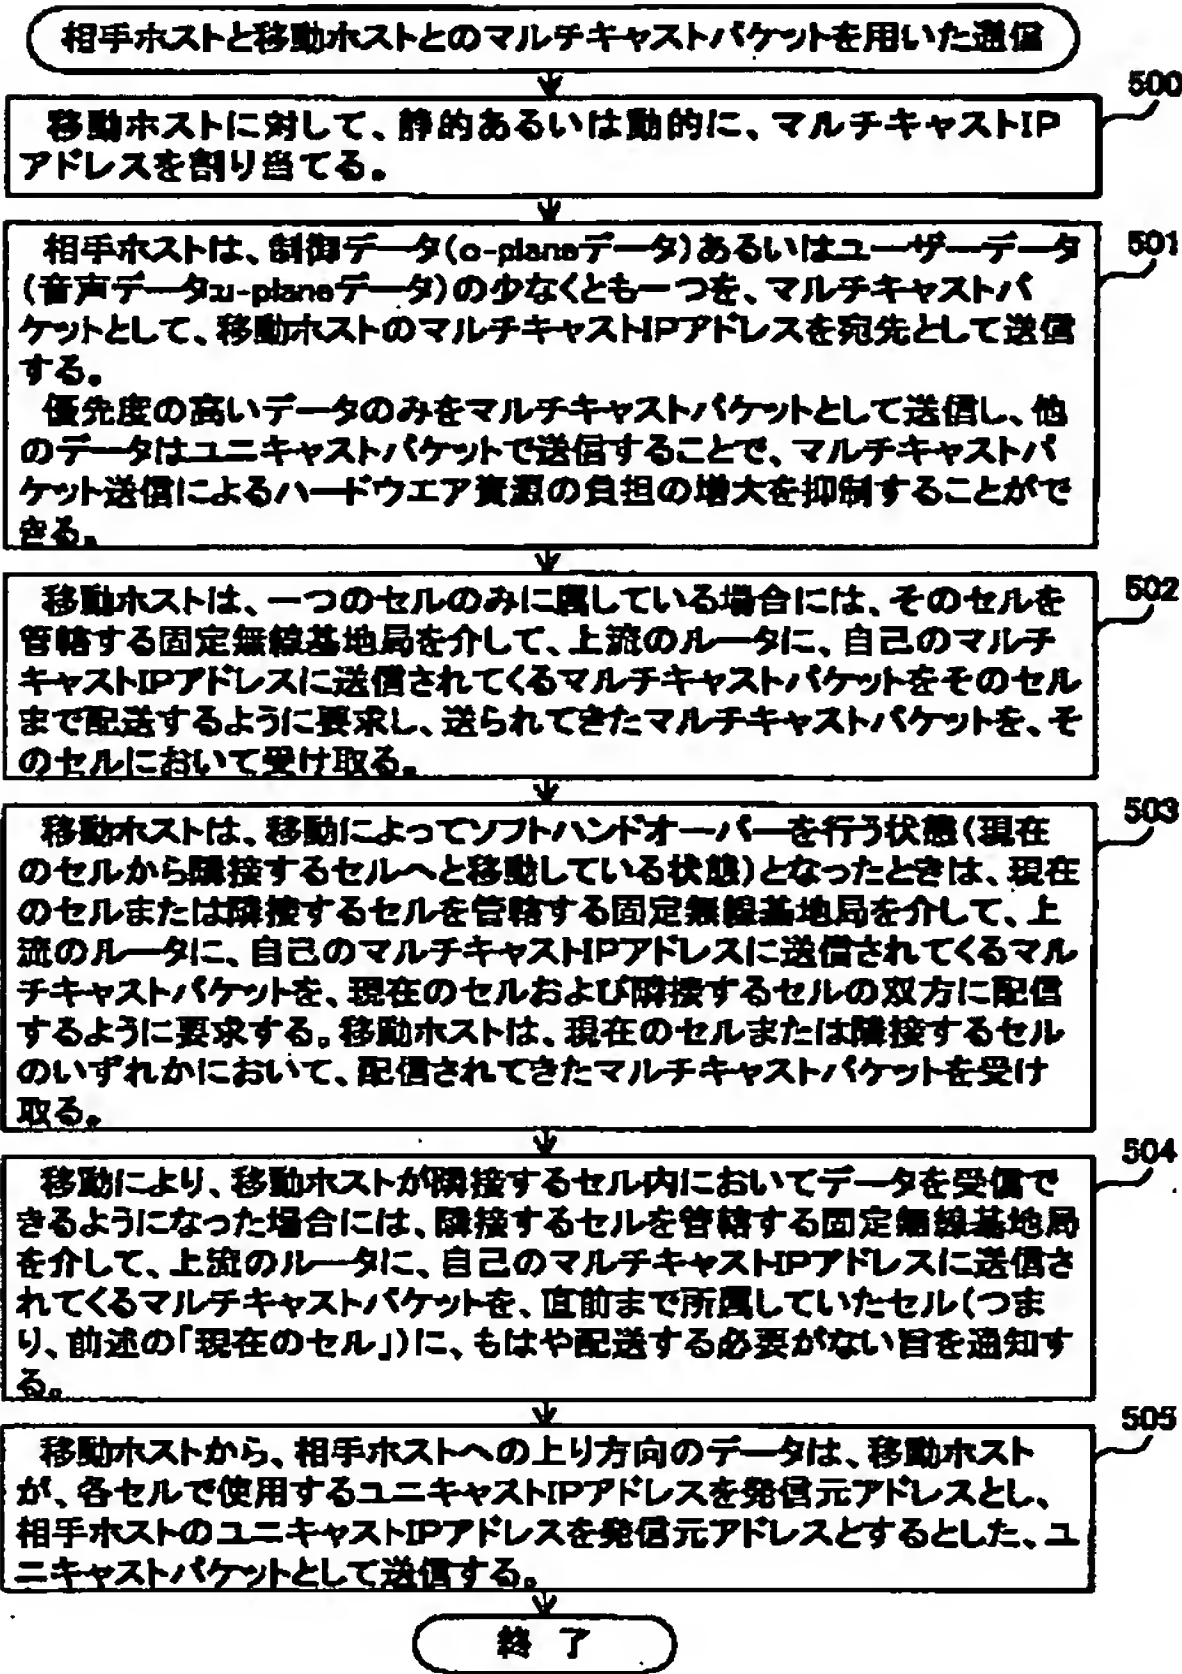 相手ホストと移動ホストとのマルチキャストパケットを用いた通信
500
移動ホストに対して、静的あるいは動的に、マルチキャストIP
アドレスを割り当てる。
501
相手ホストは、制御データ(c-planeデータ)あるいはユーザーデータ
(音声データ:u-planeデータ)の少なくとも一つを、マルチキャストパ
ケットとして、移動ホストのマルチキャストIPアドレスを宛先として送信
する。
優先度の高いデータのみをマルチキャストパケットとして送信し、他
のデータはユニキャストパケットで送信することで、マルチキャストパ
ケット送信によるハードウエア資源の負担の増大を抑制することがで
きる。
502
移動ホストは、一つのセルのみに属している場合には、そのセルを
管轄する固定無線基地局を介して、上流のルータに、自己のマルチ
キャストIPアドレスに送信されてくるマルチキャストパケットをそのセル
まで配送するように要求し、送られてきたマルチキャストパケットを、そ
のセルにおいて受け取る。
503
移動ホストは、移動によってソフトハンドオーバーを行う状態(現在
のセルから隣接するセルへと移動している状態)となったときは、現在
のセルまたは隣接するセルを管轄する固定無線基地局を介して、上
流のルータに、自己のマルチキャストIPアドレスに送信されてくるマル
チキャストパケットを、現在のセルおよび隣接するセルの双方に配信
するように要求する。移動ホストは、現在のセルまたは隣接するセル
のいずれかにおいて、配信されてきたマルチキャストパケットを受け
取る。
504
移動により、移動ホストが隣接するセル内においてデータを受信で
きるようになった場合には、隣接するセルを管轄する固定無線基地局
を介して、上流のルータに、自己のマルチキャストIPアドレスに送信さ
れてくるマルチキャストパケットを、直前まで所属していたセル(つま
り、前述の「現在のセル」)に、もはや配送する必要がない旨を通知す
る。
505
移動ホストから、相手ホストへの上り方向のデータは、移動ホスト
が、各セルで使用するユニキャストIPアドレスを発信元アドレスとし、
相手ホストのユニキャストIPアドレスを発信元アドレスとするとした、ユ
ニキャストパケットとして送信する。
終 了